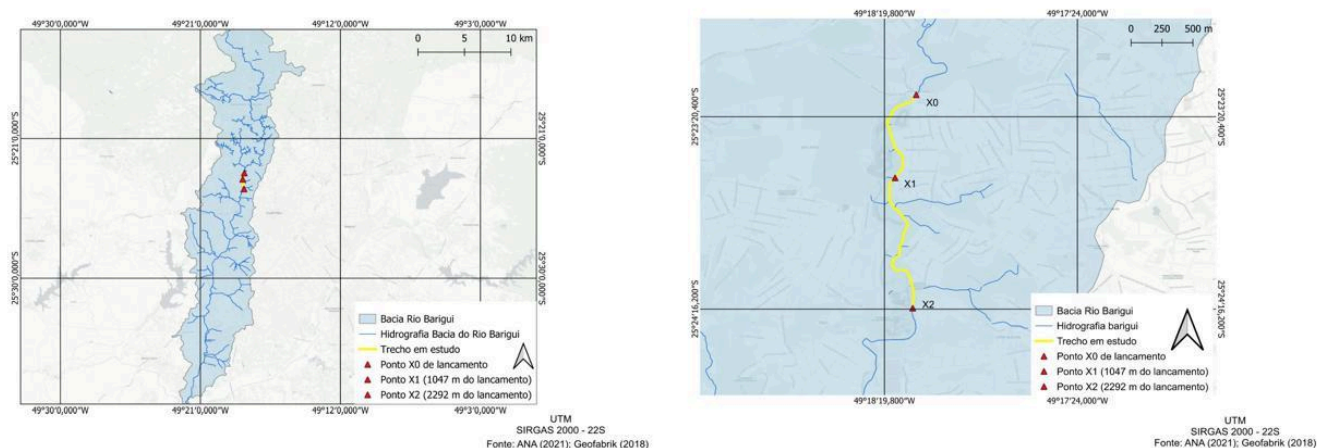 49°30'0,000"W 49°21'0,000"W 49°12'0,000"W 49°3'0,000"W
0 5 10 km
25°21'0,000"S 25°21'0,000"S
25°30'0,000"S 25°30'0,000"S
Bacia Rio Barigui
Hidrografia Bacia do Rio Barigui
Trecho em estudo
Ponto X0 de lancamento
Ponto X1 (1047 m do lancamento)
Ponto X2 (2292 m do lancamento)
49°30'0,000"W 49°21'0,000"W 49°12'0,000"W 49°3'0,000"W
UTM
SIRGAS 2000 - 22S
Fonte: ANA (2021); Geofabrik (2018)
49°18'19,800"W 49°17'24,000"W
0 250 500 m
X0
25°23'20,400"S 25°23'20,400"S
X1
X2
25°24'16,200"S 25°24'16,200"S
Bacia Rio Barigui
Hidrografia barigui
Trecho em estudo
Ponto X0 de lancamento
Ponto X1 (1047 m do lancamento)
Ponto X2 (2292 m do lancamento)
49°18'19,800"W 49°17'24,000"W
UTM
SIRGAS 2000 - 22S
Fonte: ANA (2021); Geofabrik (2018)